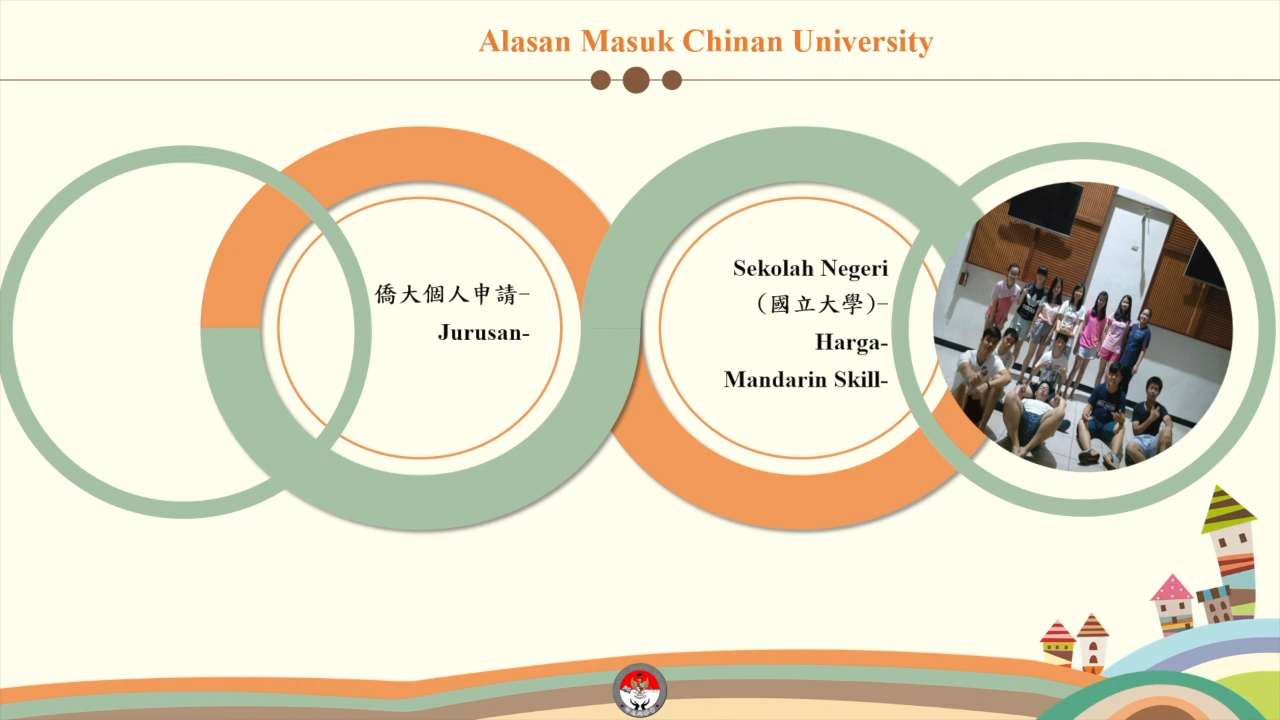 Alasan Masuk Chinan University
僑大個人申請-
Jurusan-
Sekolah Negeri
(國立大學)-
Harga-
Mandarin Skill-